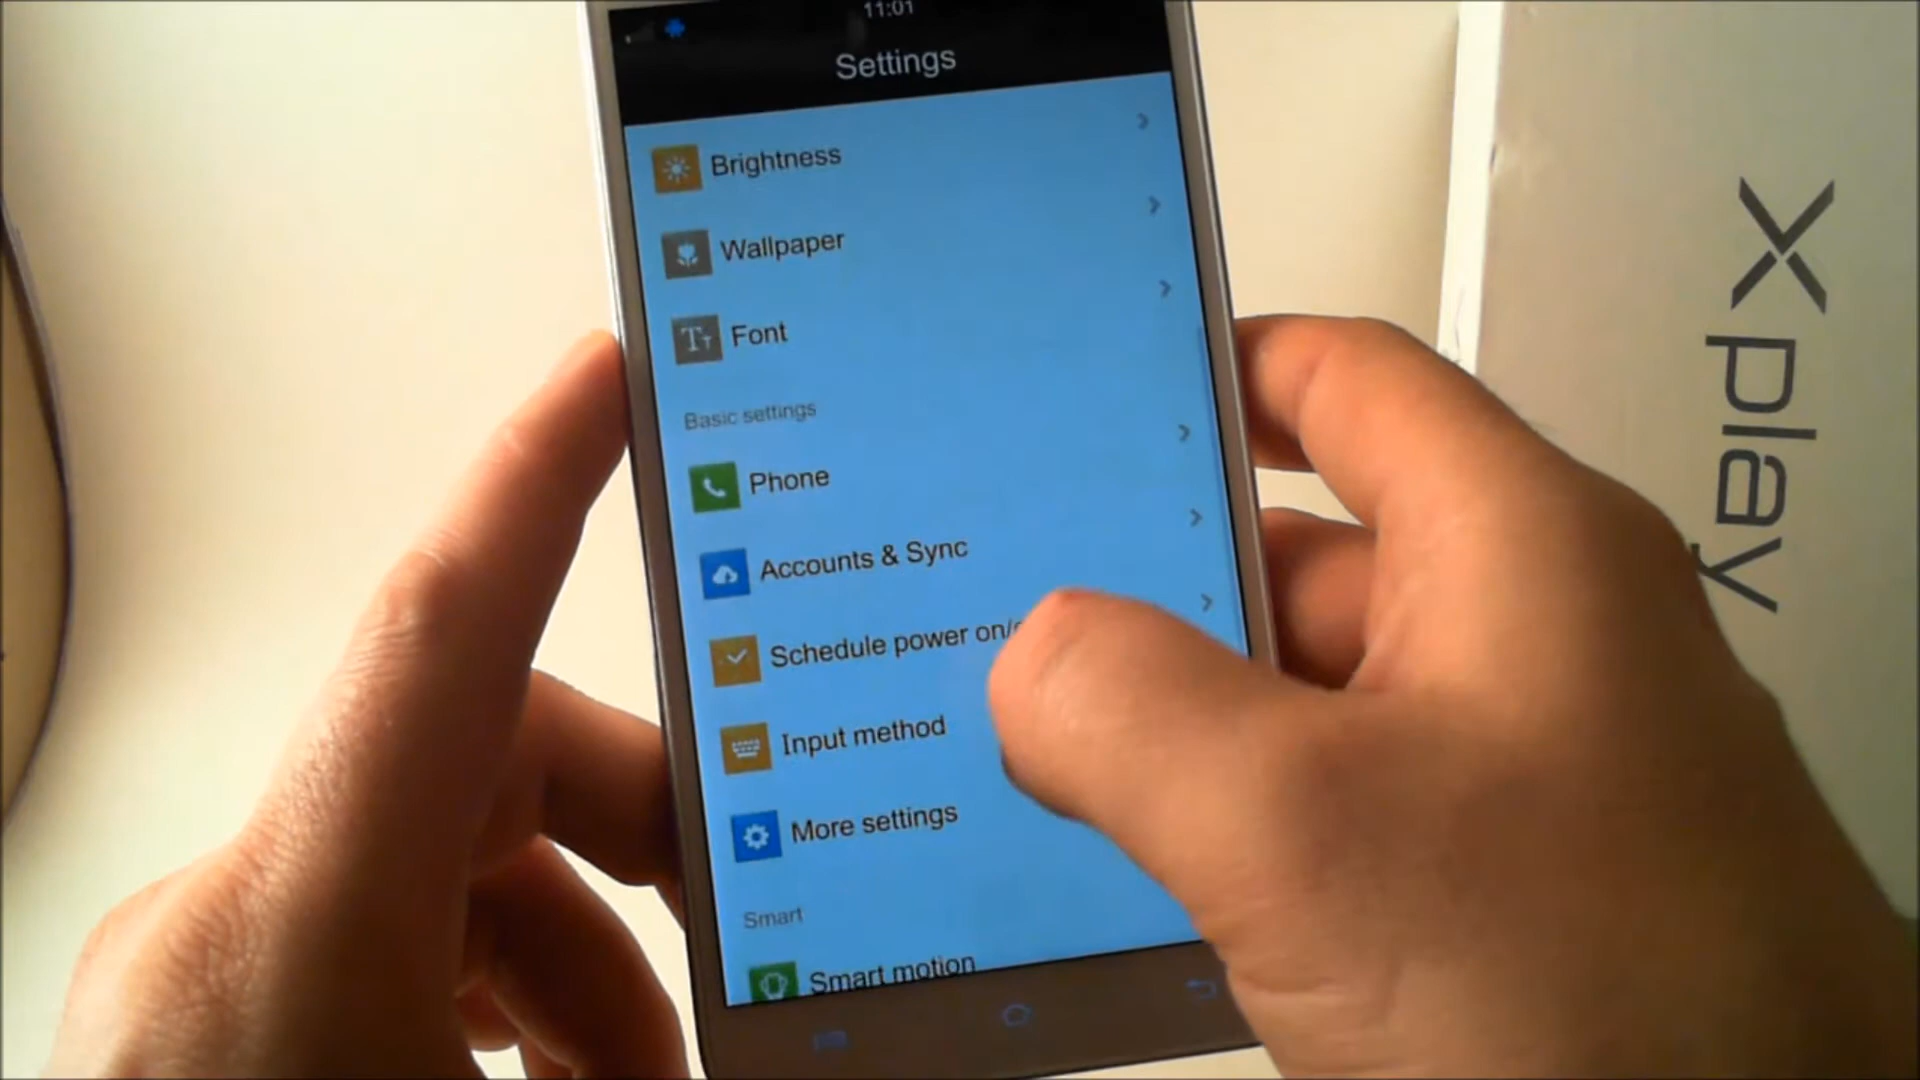 11:01
Settings
Brightness
Wallpaper
Font
Basic settings
Phone
Accounts & Sync
Schedule power on/
Input method
More settings
Smart
Smart motion
Xplay